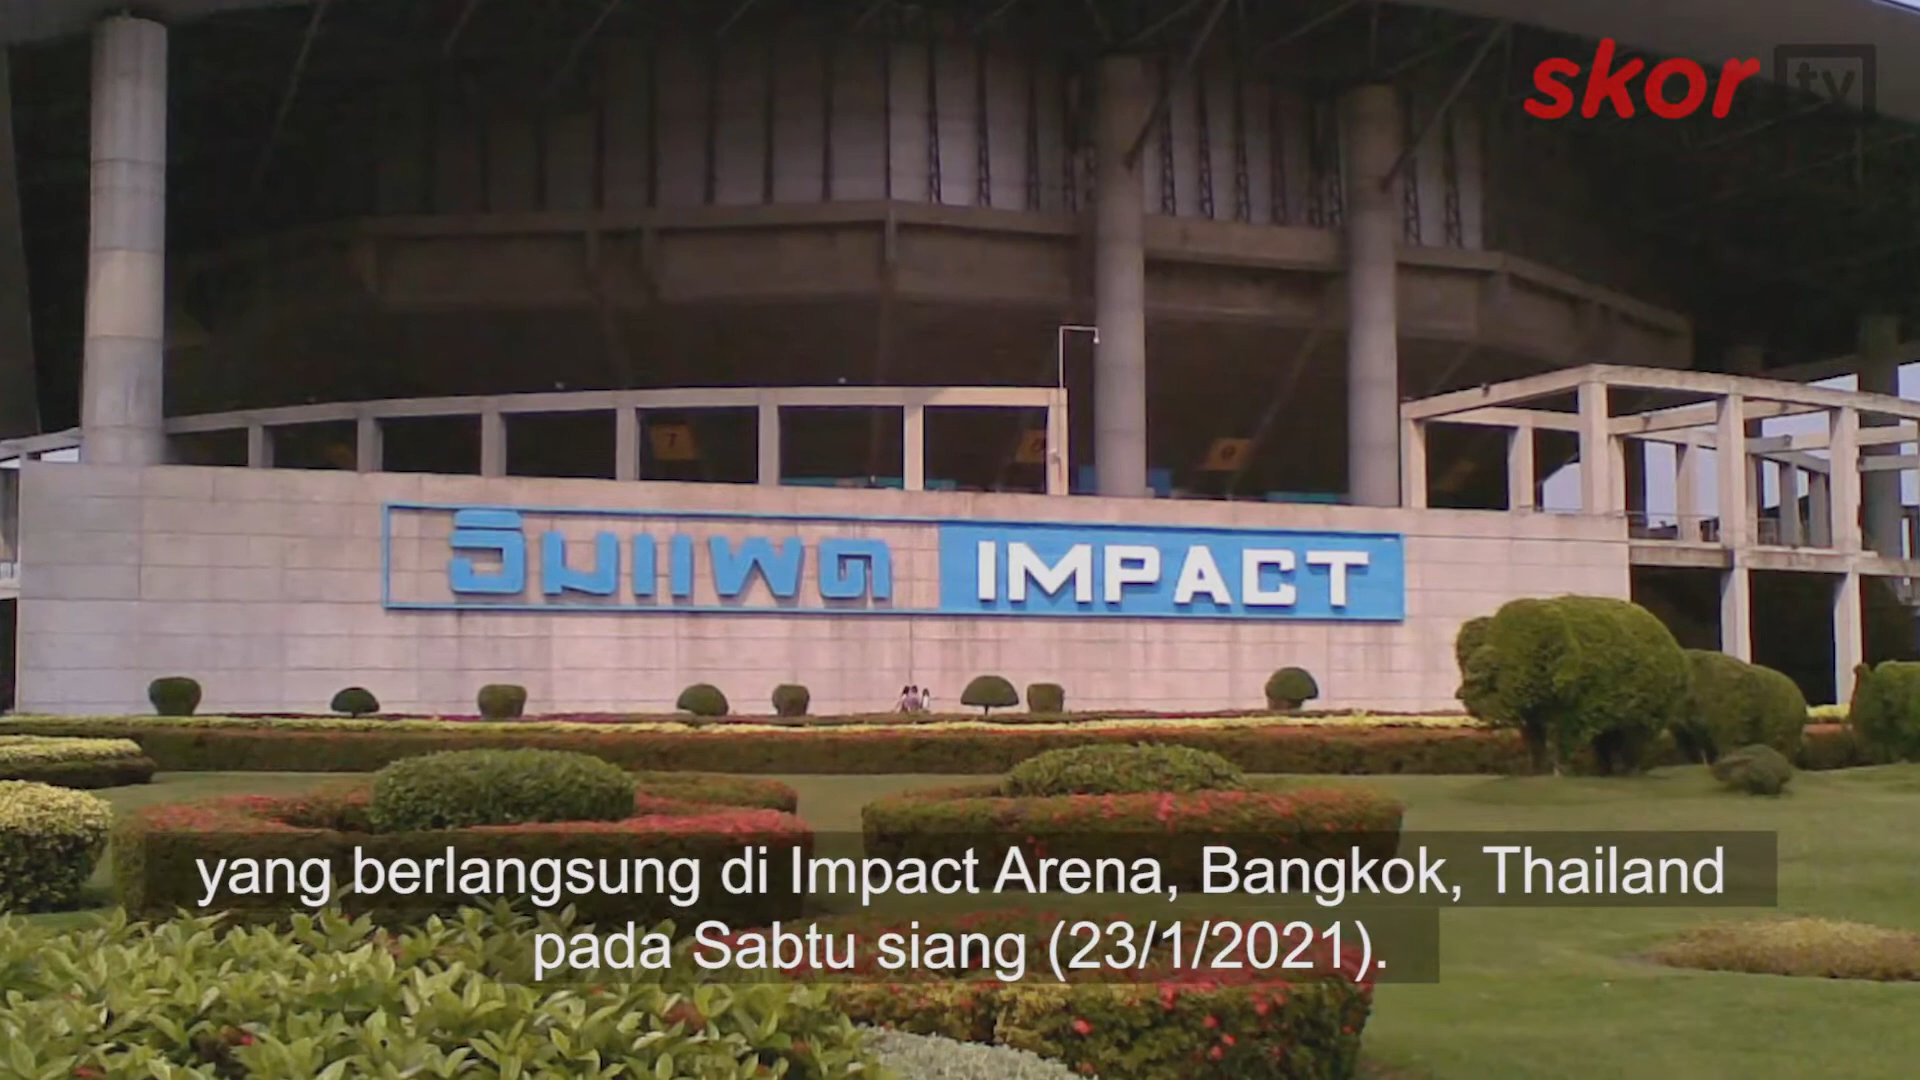 skor tv
อิมแพ็ค IMPACT
yang berlangsung di Impact Arena, Bangkok, Thailand
pada Sabtu siang (23/1/2021).